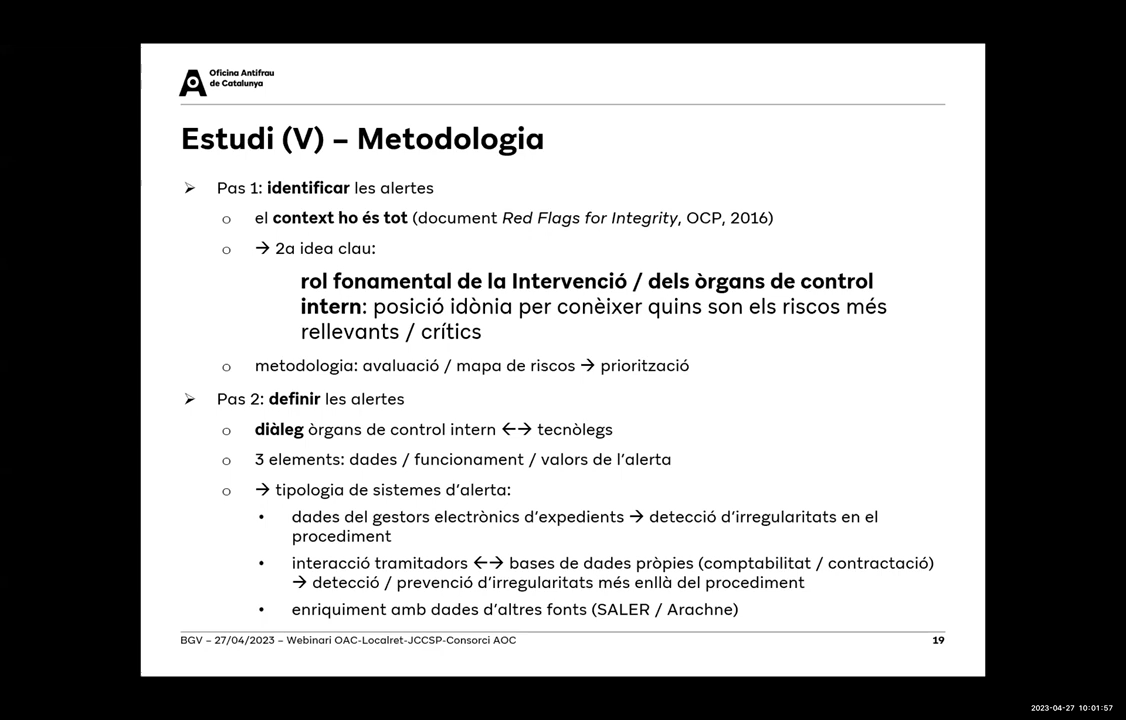 Oficina Antifrau
de Catalunya
Estudi (V) – Metodologia
➢ Pas 1: identificar les alertes
o el context ho és tot (document Red Flags for Integrity, OCP, 2016)
o → 2a idea clau:
rol fonamental de la Intervenció / dels òrgans de control
intern: posició idònia per conèixer quins son els riscos més
rellevants / crítics
o metodologia: avaluació / mapa de riscos → priorització
➢ Pas 2: definir les alertes
o diàleg òrgans de control intern ←→ tecnòlegs
o 3 elements: dades / funcionament / valors de l'alerta
o → tipologia de sistemes d'alerta:
• dades del gestors electrònics d'expedients → detecció d'irregularitats en el
procediment
• interacció tramitadors ←→ bases de dades pròpies (comptabilitat / contractació)
→ detecció / prevenció d'irregularitats més enllà del procediment
• enriquiment amb dades d'altres fonts (SALER / Arachne)
BGV – 27/04/2023 – Webinari OAC-Localret-JCCSP-Consorci AOC 19
2023-04-27 10:01:57